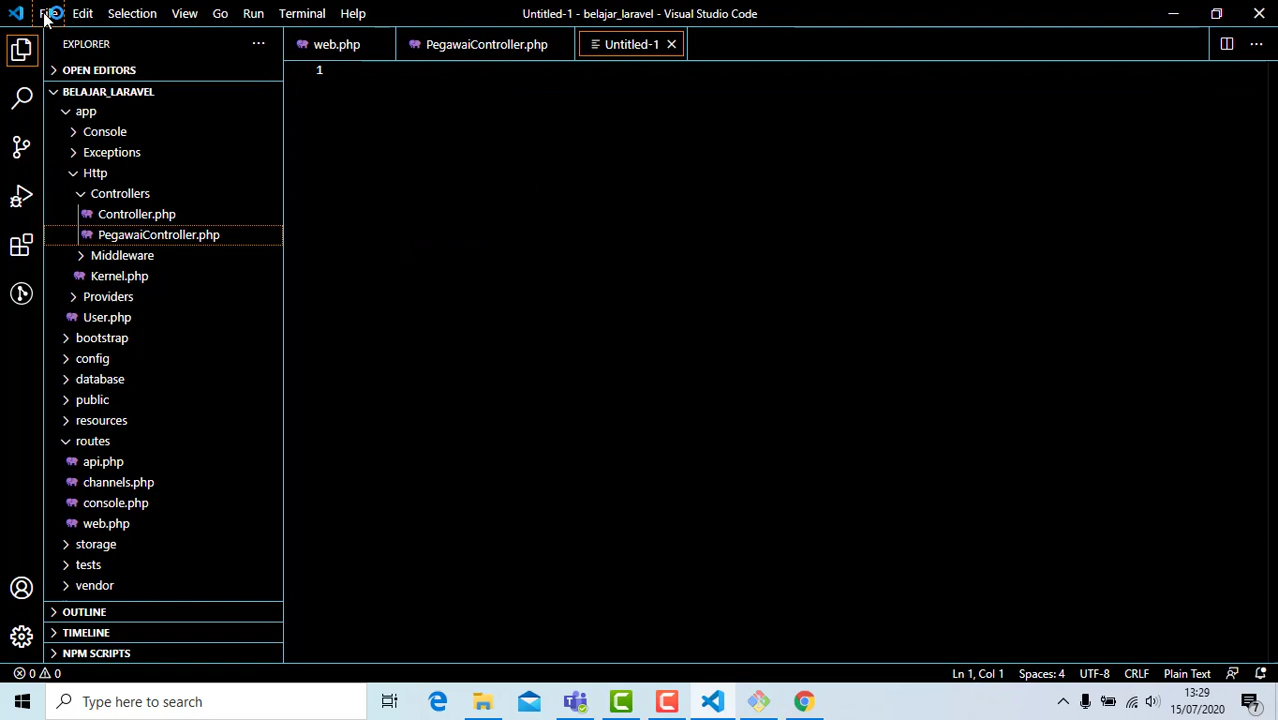 File Edit Selection View Go Run Terminal Help Untitled-1 - belajar_laravel - Visual Studio Code
EXPLORER
web.php PegawaiController.php Untitled-1
OPEN EDITORS
1
BELAJAR_LARAVEL
app
Console
Exceptions
Http
Controllers
Controller.php
PegawaiController.php
Middleware
Kernel.php
Providers
User.php
bootstrap
config
database
public
resources
routes
api.php
channels.php
console.php
web.php
storage
tests
vendor
OUTLINE
TIMELINE
NPM SCRIPTS
0 0 Ln 1, Col 1 Spaces: 4 UTF-8 CRLF Plain Text
Type here to search
13:29
15/07/2020
7